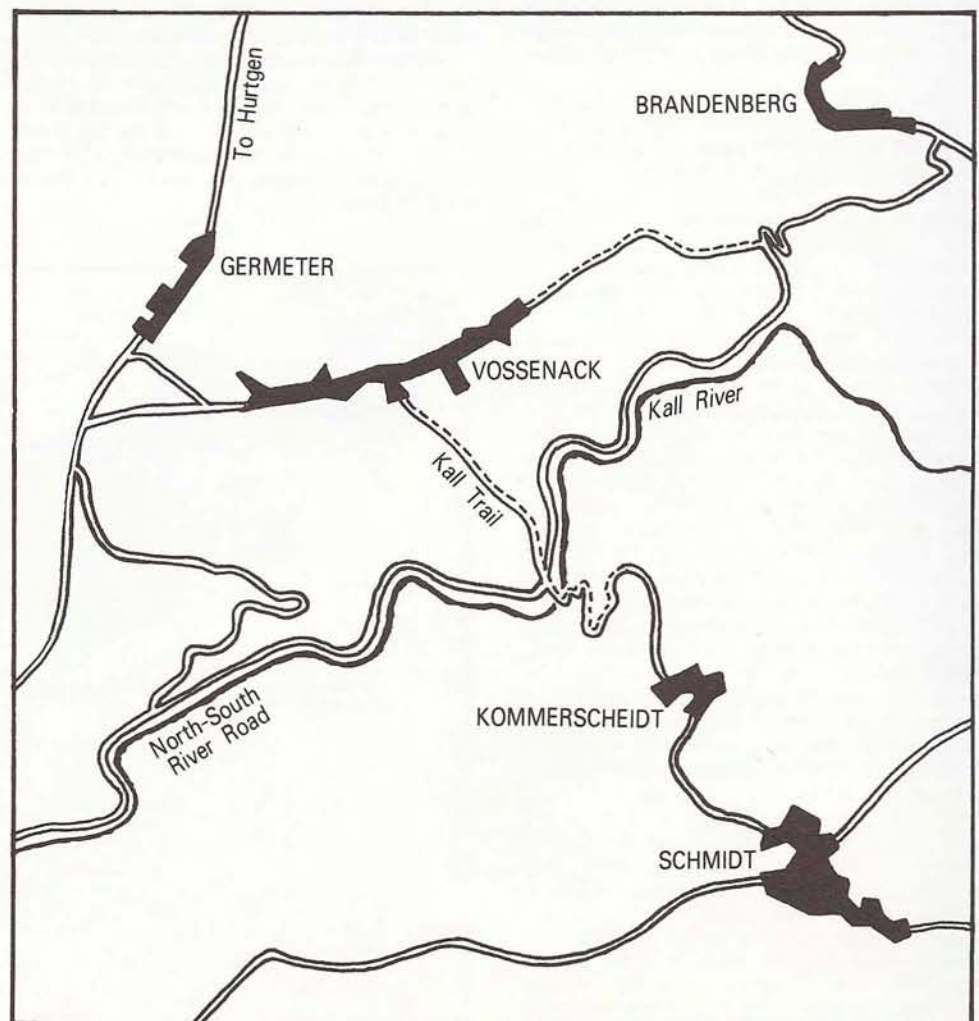 To Hurtgen
BRANDENBERG
GERMETER
VOSSENACK
Kall River
Kall Trail
North-South
River Road
KOMMERSCHEIDT
SCHMIDT